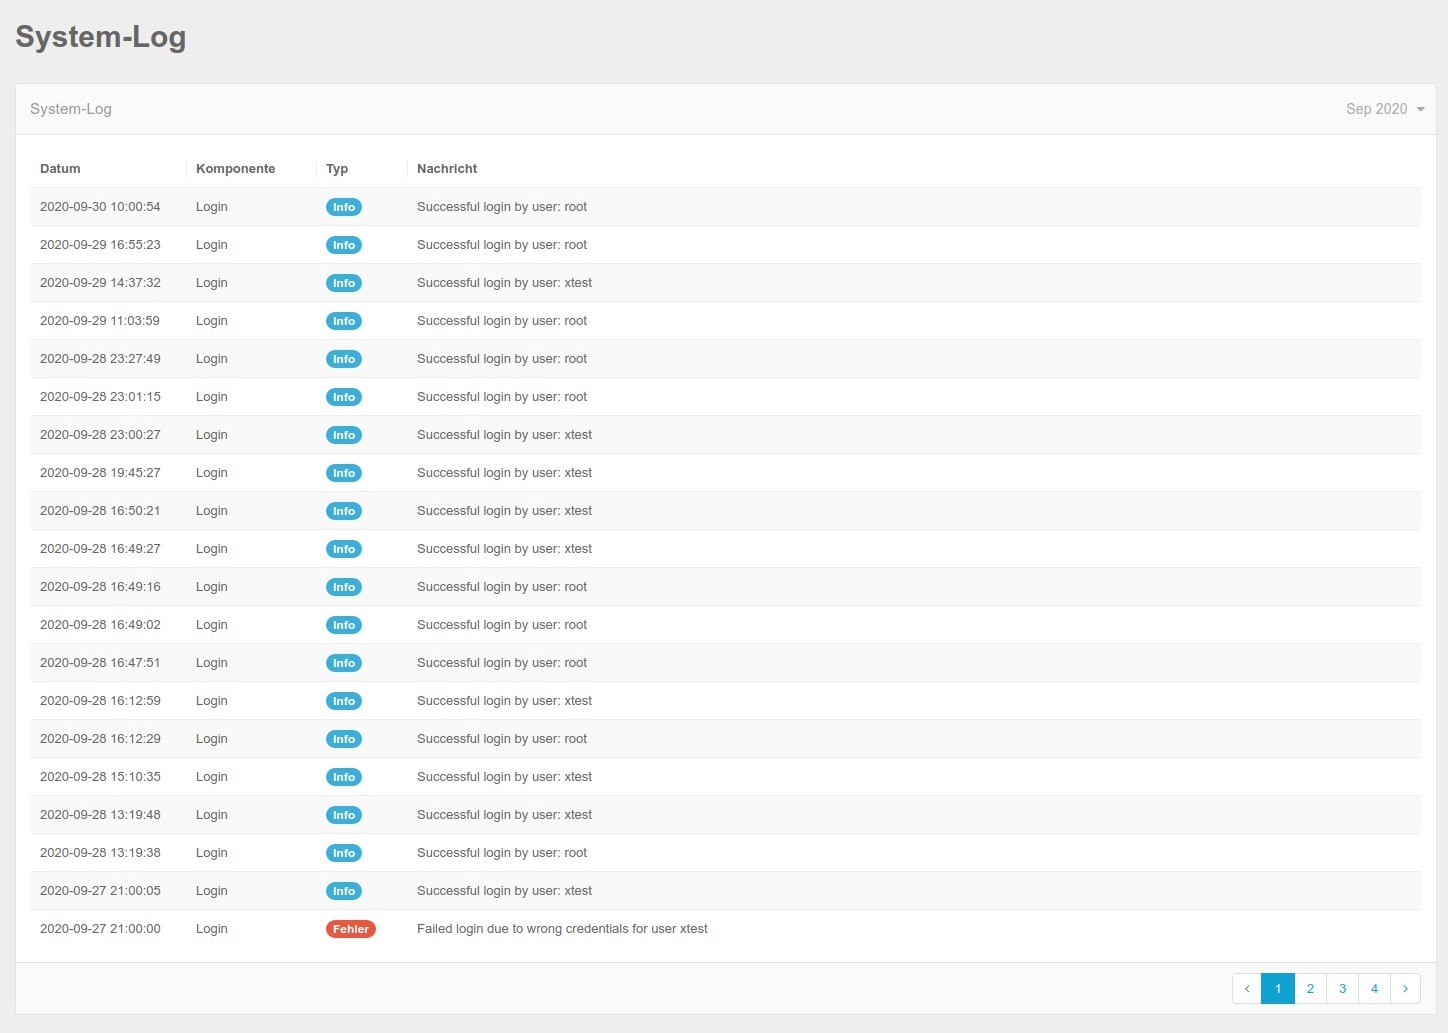 System-Log
System-Log Sep 2020
Datum Komponente Typ Nachricht
2020-09-30 10:00:54 Login Info Successful login by user: root
2020-09-29 16:55:23 Login Info Successful login by user: root
2020-09-29 14:37:32 Login Info Successful login by user: xtest
2020-09-29 11:03:59 Login Info Successful login by user: root
2020-09-28 23:27:49 Login Info Successful login by user: root
2020-09-28 23:01:15 Login Info Successful login by user: root
2020-09-28 23:00:27 Login Info Successful login by user: xtest
2020-09-28 19:45:27 Login Info Successful login by user: xtest
2020-09-28 16:50:21 Login Info Successful login by user: xtest
2020-09-28 16:49:27 Login Info Successful login by user: xtest
2020-09-28 16:49:16 Login Info Successful login by user: root
2020-09-28 16:49:02 Login Info Successful login by user: root
2020-09-28 16:47:51 Login Info Successful login by user: root
2020-09-28 16:12:59 Login Info Successful login by user: xtest
2020-09-28 16:12:29 Login Info Successful login by user: root
2020-09-28 15:10:35 Login Info Successful login by user: xtest
2020-09-28 13:19:48 Login Info Successful login by user: xtest
2020-09-28 13:19:38 Login Info Successful login by user: root
2020-09-27 21:00:05 Login Info Successful login by user: xtest
2020-09-27 21:00:00 Login Fehler Failed login due to wrong credentials for user xtest
‹ 1 2 3 4 ›